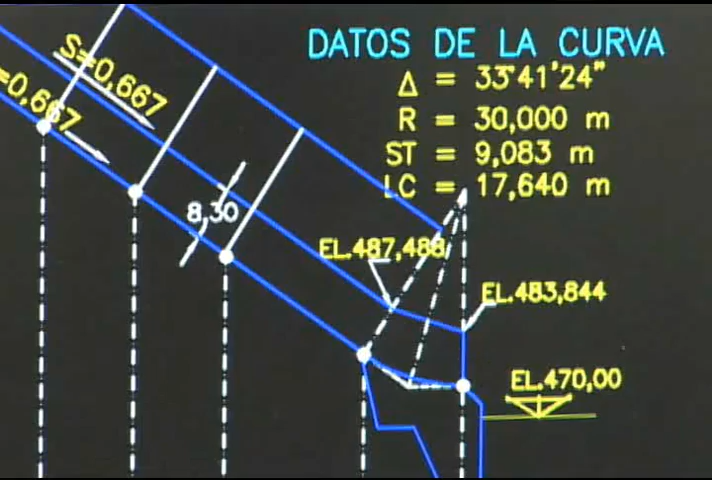 DATOS DE LA CURVA
Δ = 33°41'24"
R = 30,000 m
ST = 9,083 m
LC = 17,640 m
S=0,667
=0,667
8,30
EL.487,488
EL.483,844
EL.470,00